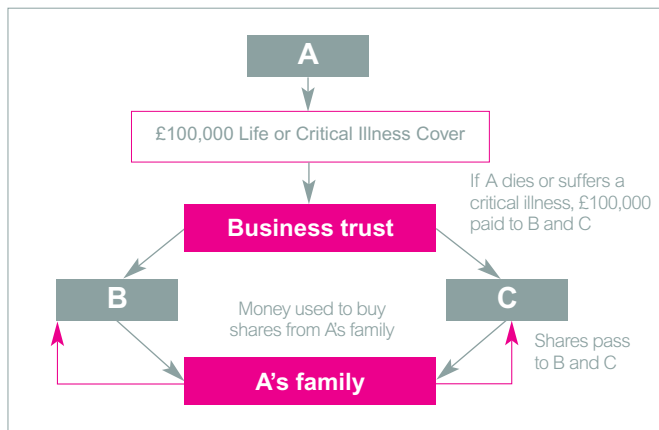 A
£100,000 Life or Critical Illness Cover
If A dies or suffers a
critical illness, £100,000
paid to B and C
Business trust
B
C
Money used to buy
shares from A's family
Shares pass
to B and C
A’s family